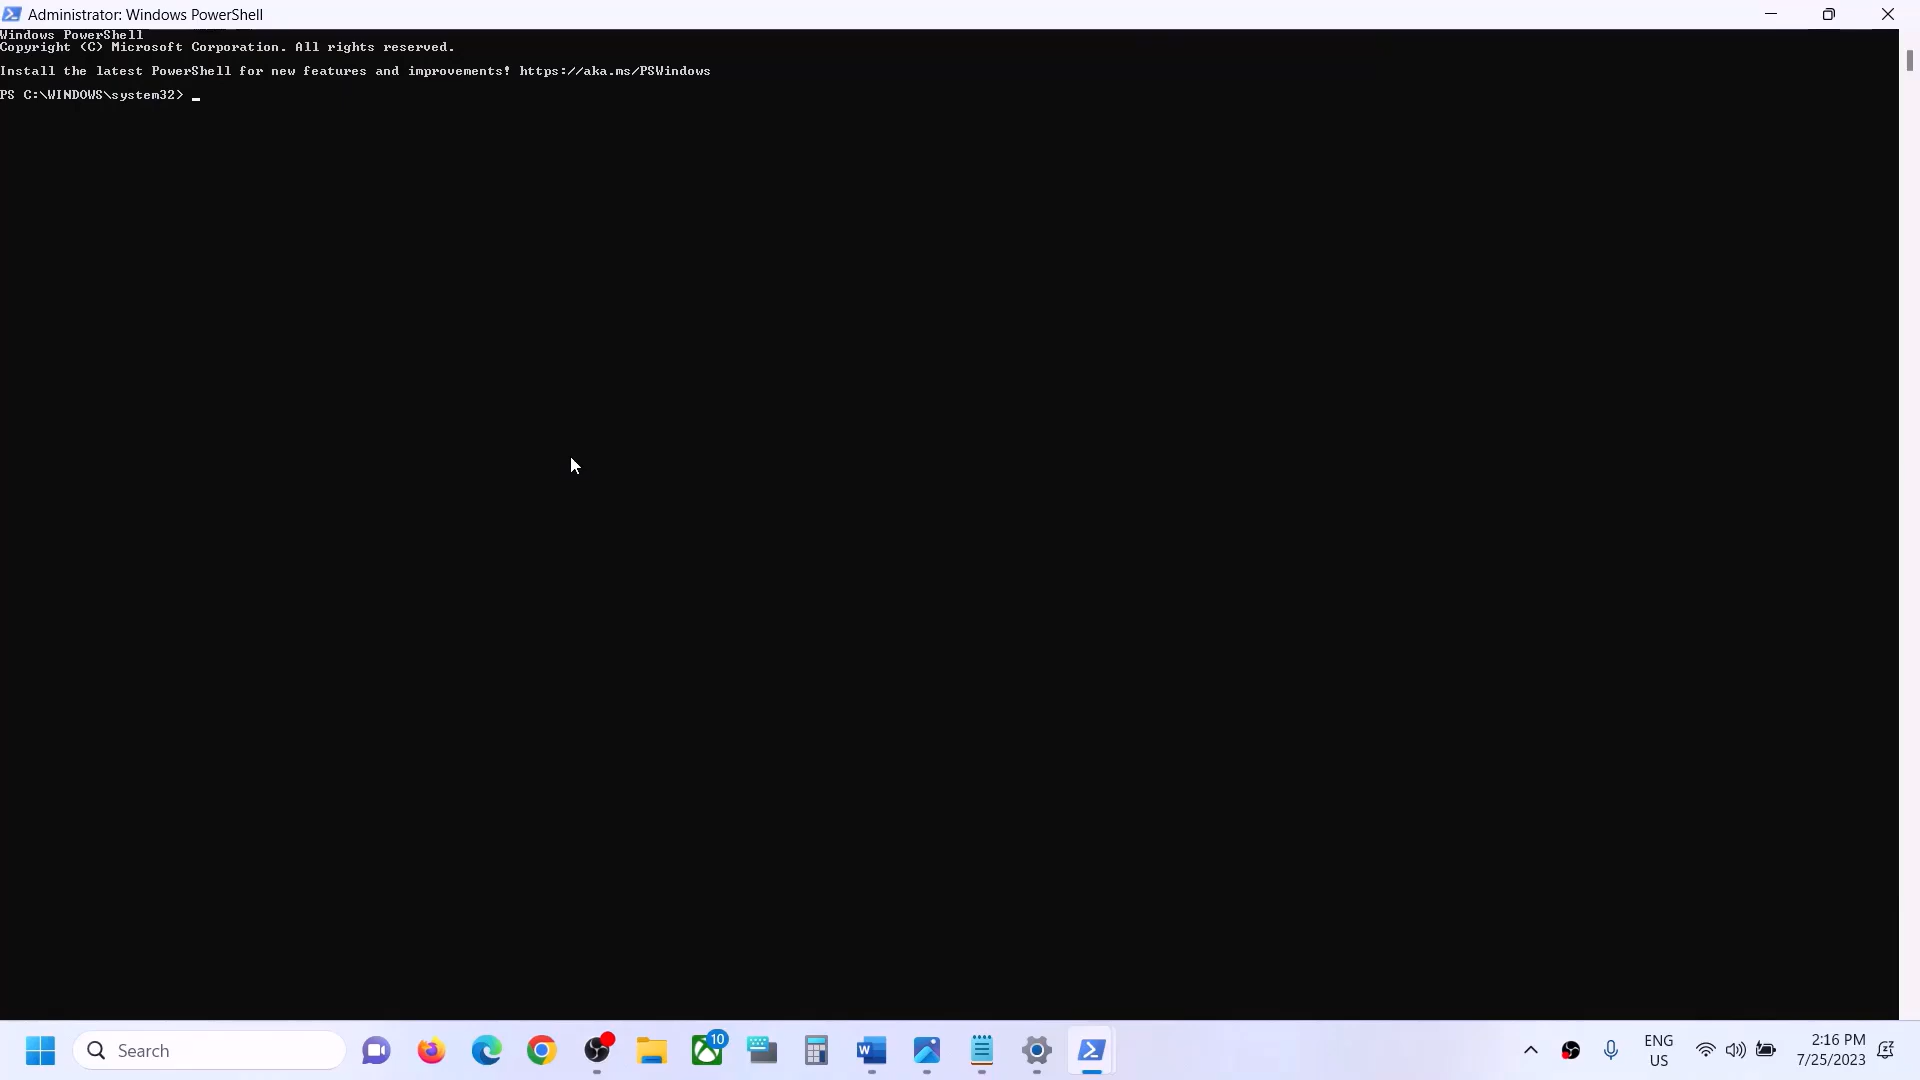 Administrator: Windows PowerShell
Windows PowerShell
Copyright (C) Microsoft Corporation. All rights reserved.
Install the latest PowerShell for new features and improvements! https://aka.ms/PSWindows
PS C:\WINDOWS\system32>
Search
10
ENG
US
2:16 PM
7/25/2023